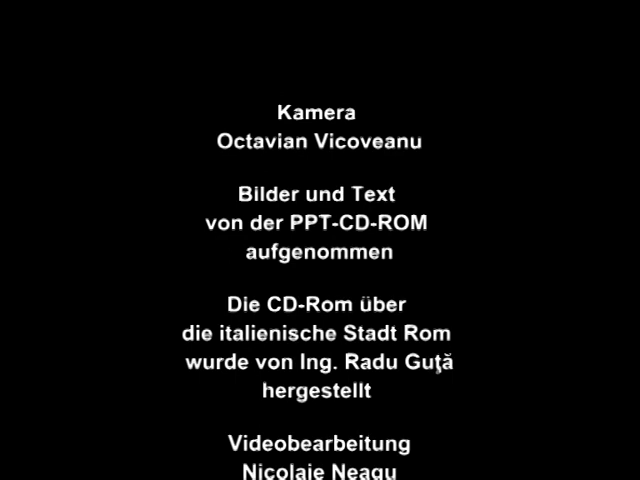 Kamera
Octavian Vicoveanu
Bilder und Text
von der PPT-CD-ROM
aufgenommen
Die CD-Rom über
die italienische Stadt Rom
wurde von Ing. Radu Guţă
hergestellt
Videobearbeitung
Nicolaie Neagu